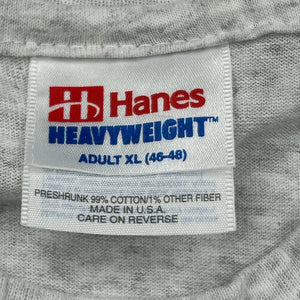 Hanes
HEAVYWEIGHT™
ADULT XL (46-48)
PRESHRUNK 99% COTTON/1% OTHER FIBER
MADE IN U.S.A.
CARE ON REVERSE